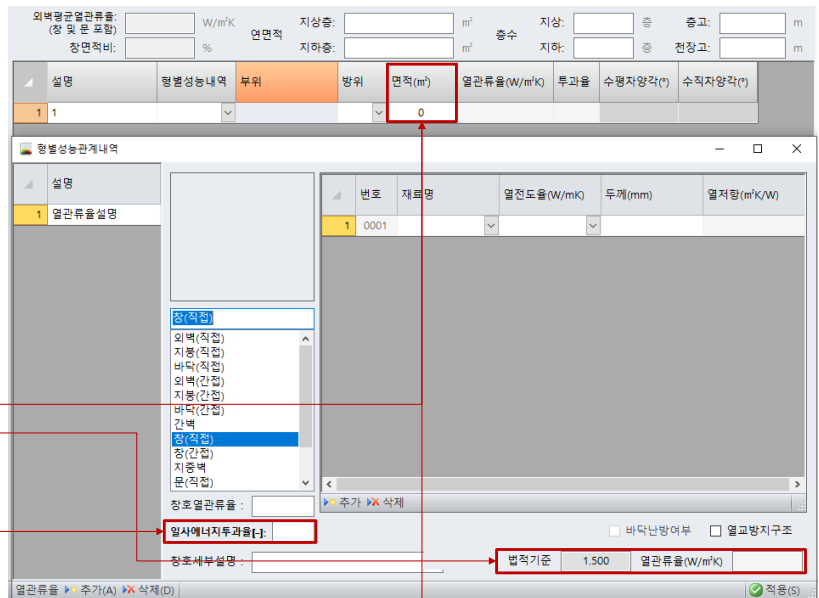 외벽평균열관류율: W/m²K 연면적 지상층: m² 층수 지상: 층 층고: m
(창 및 문 포함)
창면적비: % 지하층: m² 지하: 층 천장고: m
설명 형별성능내역 부위 방위 면적(m²) 열관류율(W/m²K) 투과율 수평차양각(°) 수직차양각(°)
1 1 0
형별성능관계내역
설명 번호 재료명 열전도율(W/mK) 두께(mm) 열저항(m²K/W)
1 열관류율설명 1 0001
창(직접)
외벽(직접)
지붕(직접)
바닥(직접)
외벽(간접)
지붕(간접)
바닥(간접)
간벽
창(직접)
창(간접)
지중벽
문(직접)
추가 삭제
창호열관류율 :
일사에너지투과율[-]: 바닥난방여부 열교방지구조
창호세부설명 : 법적기준 1.500 열관류율(W/m²K)
열관류율 추가(A) 삭제(D) 적용(S)